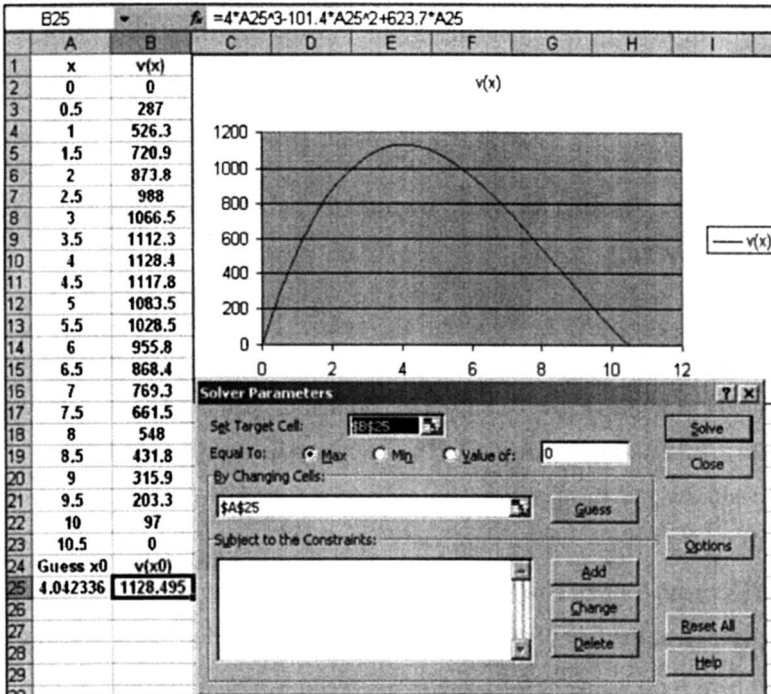 B25 =4*A25^3-101.4*A25^2+623.7*A25
A B C D E F G H I
1 x v(x)
2 0 0
3 0.5 287
4 1 526.3
5 1.5 720.9
6 2 873.8
7 2.5 988
8 3 1066.5
9 3.5 1112.3
10 4 1128.4
11 4.5 1117.8
12 5 1083.5
13 5.5 1028.5
14 6 955.8
15 6.5 868.4
16 7 769.3
17 7.5 661.5
18 8 548
19 8.5 431.8
20 9 315.9
21 9.5 203.3
22 10 97
23 10.5 0
24 Guess x0 v(x0)
25 4.042336 1128.495
26
27
28
29
v(x)
1200
1000
800
600
400
200
0
0 2 4 6 8 10 12
v(x)
Solver Parameters
Set Target Cell: $B$25
Solve
Equal To: Max Min Value of: 0
Close
By Changing Cells:
$A$25
Guess
Subject to the Constraints:
Options
Add
Change
Delete
Reset All
Help